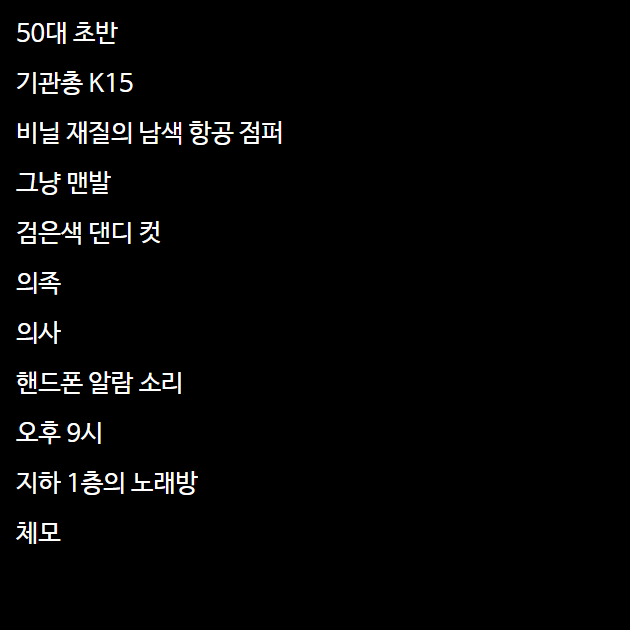 50대 초반
기관총 K15
비닐 재질의 남색 항공 점퍼
그냥 맨발
검은색 댄디 컷
의족
의사
핸드폰 알람 소리
오후 9시
지하 1층의 노래방
체모